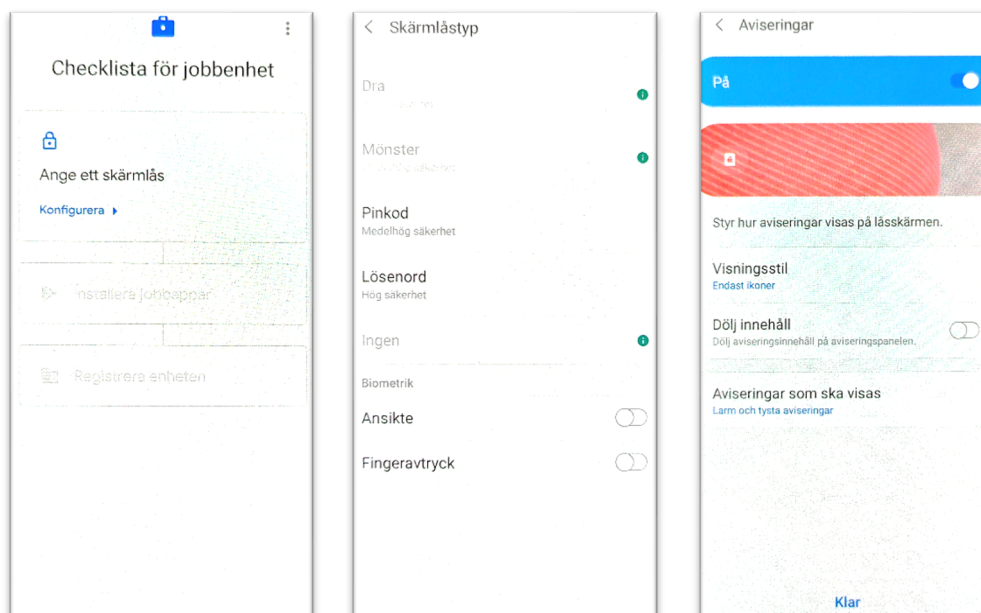 Checklista för jobbenhet
Ange ett skärmlås
Konfigurera
Installera jobbappar
Registrera enheten
Skärmlåstyp
Dra
Mönster
Pinkod
Medelhög säkerhet
Lösenord
Hög säkerhet
Ingen
Biometrik
Ansikte
Fingeravtryck
Aviseringar
På
Styr hur aviseringar visas på låsskärmen.
Visningsstil
Endast ikoner
Dölj innehåll
Dölj aviseringsinnehåll på aviseringspanelen.
Aviseringar som ska visas
Larm och tysta aviseringar
Klar